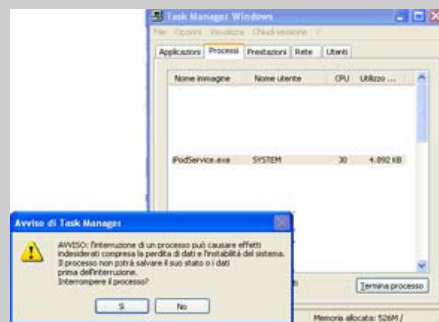 Task Manager Windows
File Opzioni Visualizza Chiudi sessione ?
Applicazioni Processi Prestazioni Rete Utenti
Nome immagine Nome utente CPU Utilizzo ...
iPodService.exe SYSTEM 30 4.892 KB
Avviso di Task Manager
AVVISO: l'interruzione di un processo può causare effetti
indesiderati compresa la perdita di dati e l'instabilità del sistema.
Il processo non potrà salvare il suo stato o i dati
prima dell'interruzione.
Interrompere il processo?
Sì No
Termina processo
Memoria allocata: 526M /